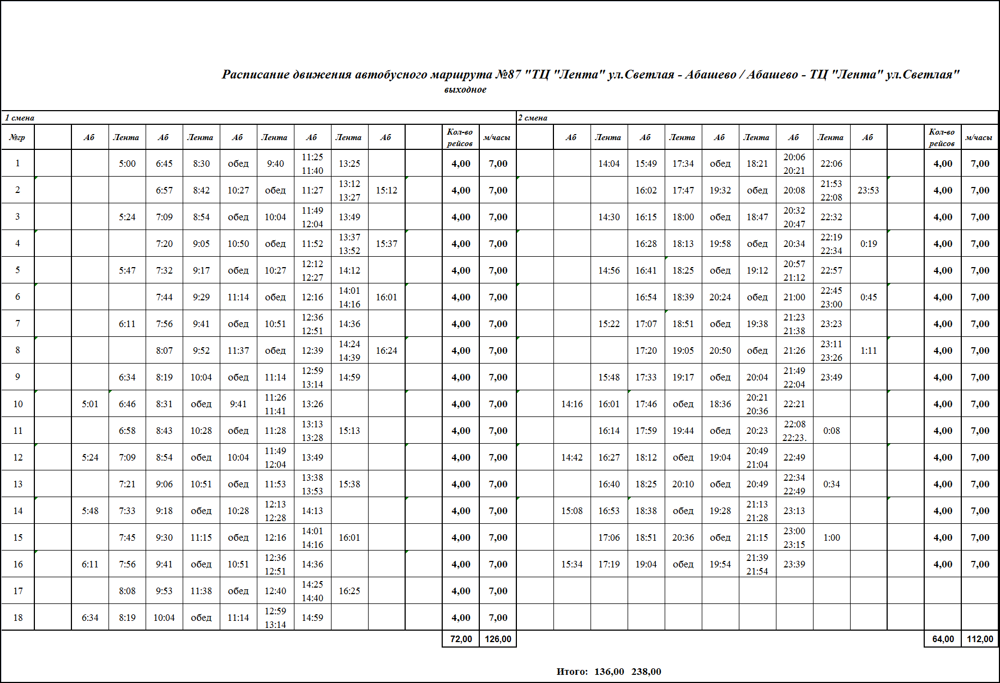 Расписание движения автобусного маршрута №87 "ТЦ "Лента" ул.Светлая - Абашево / Абашево - ТЦ "Лента" ул.Светлая"
выходное
1 смена 2 смена
№гр Аб Лента Аб Лента Аб Лента Аб Лента Аб Кол-во рейсов м/часы Аб Лента Аб Лента Аб Лента Аб Лента Аб Кол-во рейсов м/часы
1 5:00 6:45 8:30 обед 9:40 11:25 11:40 13:25 4,00 7,00 14:04 15:49 17:34 обед 18:21 20:06 20:21 22:06 4,00 7,00
2 6:57 8:42 10:27 обед 11:27 13:12 13:27 15:12 4,00 7,00 16:02 17:47 19:32 обед 20:08 21:53 22:08 23:53 4,00 7,00
3 5:24 7:09 8:54 обед 10:04 11:49 12:04 13:49 4,00 7,00 14:30 16:15 18:00 обед 18:47 20:32 20:47 22:32 4,00 7,00
4 7:20 9:05 10:50 обед 11:52 13:37 13:52 15:37 4,00 7,00 16:28 18:13 19:58 обед 20:34 22:19 22:34 0:19 4,00 7,00
5 5:47 7:32 9:17 обед 10:27 12:12 12:27 14:12 4,00 7,00 14:56 16:41 18:25 обед 19:12 20:57 21:12 22:57 4,00 7,00
6 7:44 9:29 11:14 обед 12:16 14:01 14:16 16:01 4,00 7,00 16:54 18:39 20:24 обед 21:00 22:45 23:00 0:45 4,00 7,00
7 6:11 7:56 9:41 обед 10:51 12:36 12:51 14:36 4,00 7,00 15:22 17:07 18:51 обед 19:38 21:23 21:38 23:23 4,00 7,00
8 8:07 9:52 11:37 обед 12:39 14:24 14:39 16:24 4,00 7,00 17:20 19:05 20:50 обед 21:26 23:11 23:26 1:11 4,00 7,00
9 6:34 8:19 10:04 обед 11:14 12:59 13:14 14:59 4,00 7,00 15:48 17:33 19:17 обед 20:04 21:49 22:04 23:49 4,00 7,00
10 5:01 6:46 8:31 обед 9:41 11:26 11:41 13:26 4,00 7,00 14:16 16:01 17:46 обед 18:36 20:21 20:36 22:21 4,00 7,00
11 6:58 8:43 10:28 обед 11:28 13:13 13:28 15:13 4,00 7,00 16:14 17:59 19:44 обед 20:23 22:08 22:23. 0:08 4,00 7,00
12 5:24 7:09 8:54 обед 10:04 11:49 12:04 13:49 4,00 7,00 14:42 16:27 18:12 обед 19:04 20:49 21:04 22:49 4,00 7,00
13 7:21 9:06 10:51 обед 11:53 13:38 13:53 15:38 4,00 7,00 16:40 18:25 20:10 обед 20:49 22:34 22:49 0:34 4,00 7,00
14 5:48 7:33 9:18 обед 10:28 12:13 12:28 14:13 4,00 7,00 15:08 16:53 18:38 обед 19:28 21:13 21:28 23:13 4,00 7,00
15 7:45 9:30 11:15 обед 12:16 14:01 14:16 16:01 4,00 7,00 17:06 18:51 20:36 обед 21:15 23:00 23:15 1:00 4,00 7,00
16 6:11 7:56 9:41 обед 10:51 12:36 12:51 14:36 4,00 7,00 15:34 17:19 19:04 обед 19:54 21:39 21:54 23:39 4,00 7,00
17 8:08 9:53 11:38 обед 12:40 14:25 14:40 16:25 4,00 7,00
18 6:34 8:19 10:04 обед 11:14 12:59 13:14 14:59 4,00 7,00
72,00 126,00 64,00 112,00
Итого: 136,00 238,00